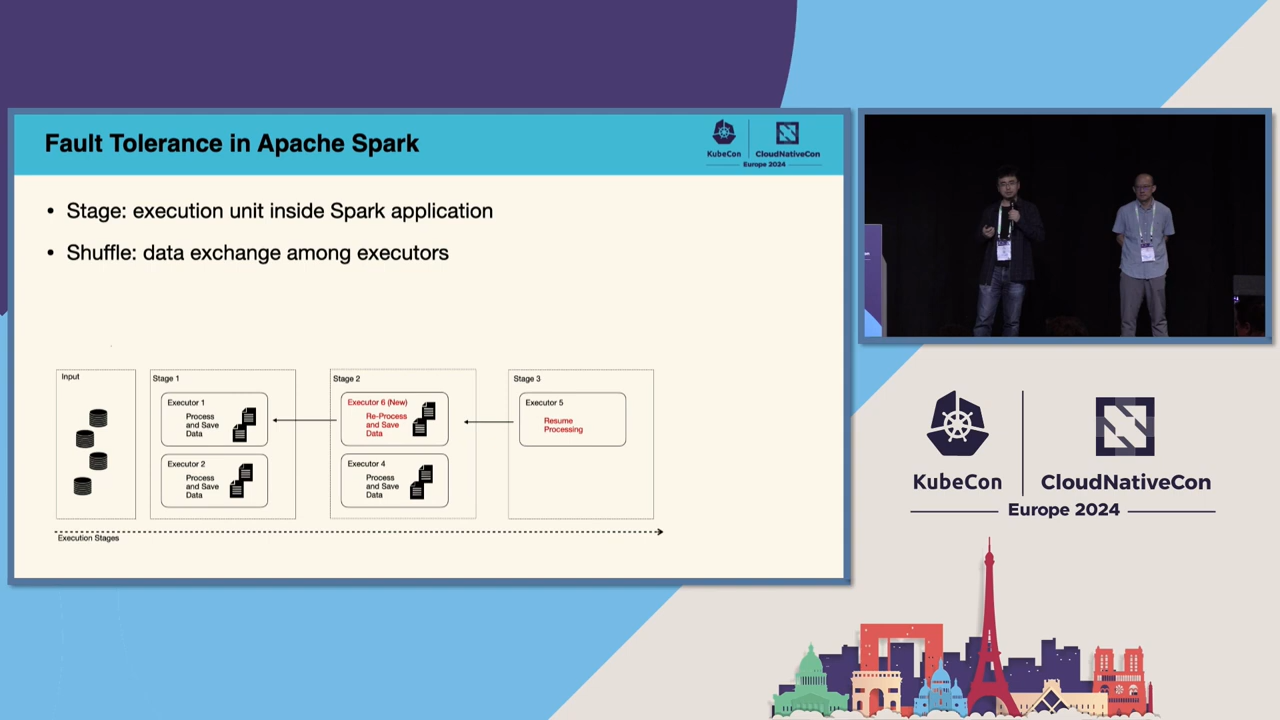 Fault Tolerance in Apache Spark
KubeCon
CloudNativeCon
Europe 2024
• Stage: execution unit inside Spark application
• Shuffle: data exchange among executors
Input
Stage 1
Executor 1
Process
and Save
Data
Executor 2
Process
and Save
Data
Stage 2
Executor 6 (New)
Re-Process
and Save
Data
Executor 4
Process
and Save
Data
Stage 3
Executor 5
Resume
Processing
Execution Stages
KubeCon
CloudNativeCon
Europe 2024